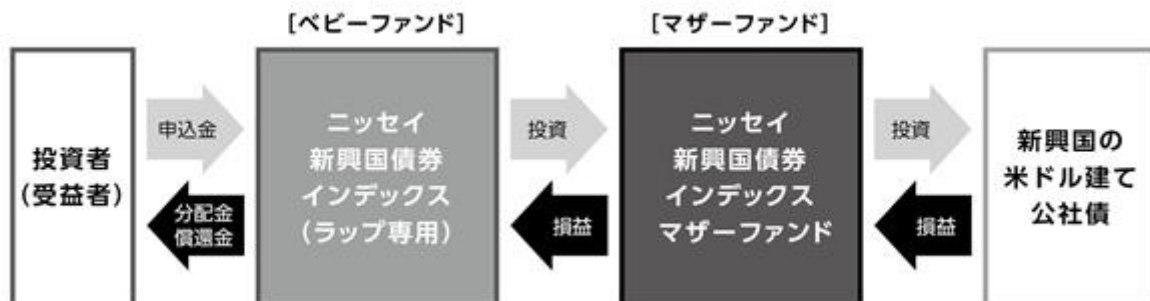 [ベビーファンド]
[マザーファンド]
投資者
(受益者)
申込金
分配金
償還金
ニッセイ
新興国債券
インデックス
(ラップ専用)
投資
損益
ニッセイ
新興国債券
インデックス
マザーファンド
投資
損益
新興国の
米ドル建て
公社債